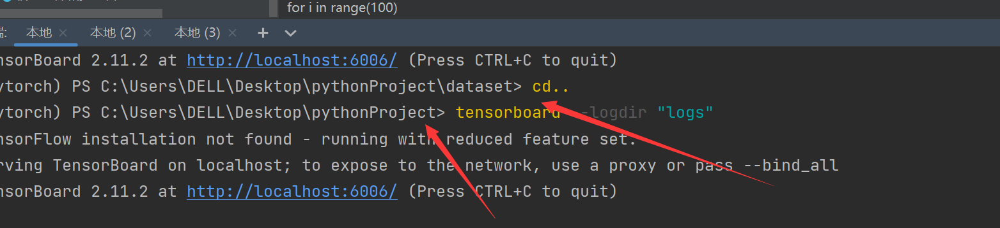 for i in range(100)
端: 本地 × 本地 (2) × 本地 (3) × +
nsorBoard 2.11.2 at http://localhost:6006/ (Press CTRL+C to quit)
ytorch) PS C:\Users\DELL\Desktop\pythonProject\dataset> cd..
ytorch) PS C:\Users\DELL\Desktop\pythonProject> tensorboard --logdir "logs"
nsorFlow installation not found - running with reduced feature set.
rving TensorBoard on localhost; to expose to the network, use a proxy or pass --bind_all
nsorBoard 2.11.2 at http://localhost:6006/ (Press CTRL+C to quit)